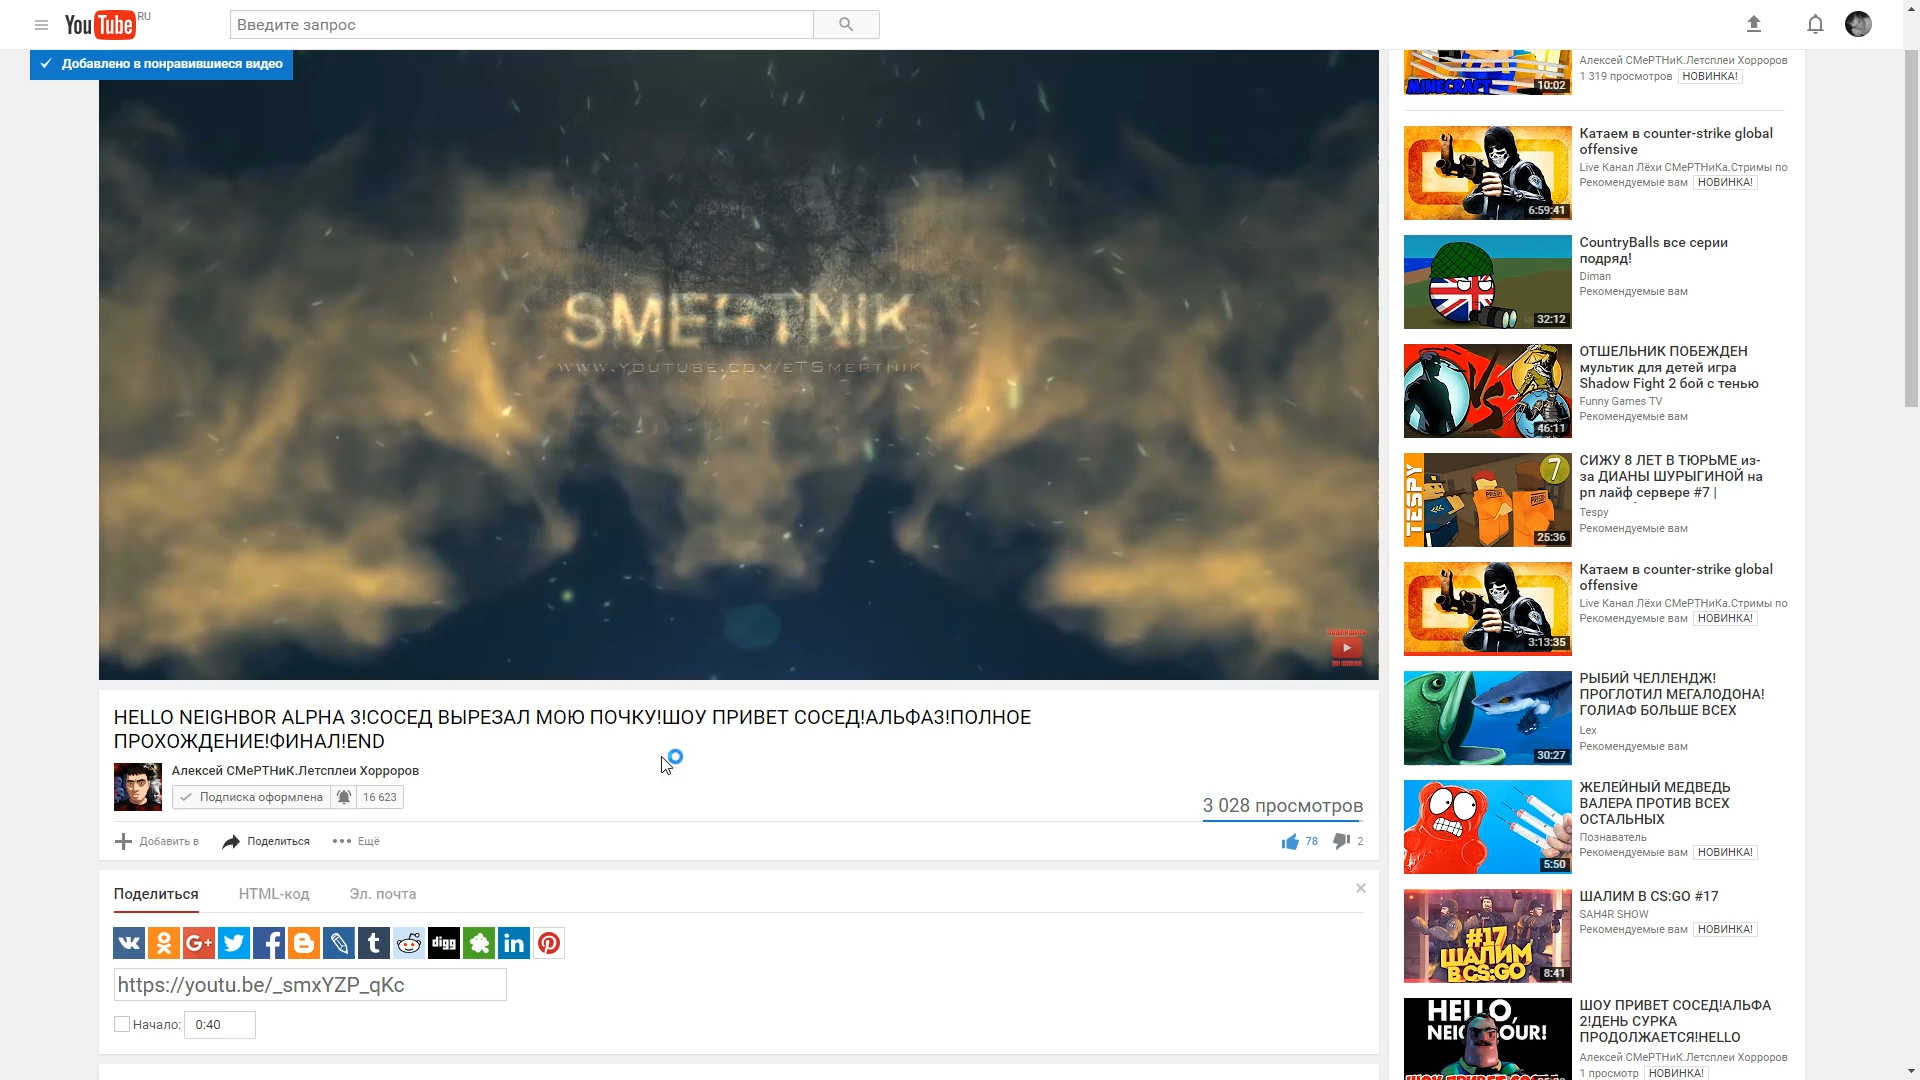 YouTube RU
Введите запрос
Добавлено в понравившиеся видео
SMERTNIK
WWW.YOUTUBE.COM/ETSMERTNIK
HELLO NEIGHBOR ALPHA 3!СОСЕД ВЫРЕЗАЛ МОЮ ПОЧКУ!ШОУ ПРИВЕТ СОСЕД!АЛЬФА3!ПОЛНОЕ
ПРОХОЖДЕНИЕ!ФИНАЛ!END
Алексей СМеРТНиК.Летсплеи Хорроров
Подписка оформлена 16 623
3 028 просмотров
Добавить в Поделиться Ещё 78 2
Поделиться HTML-код Эл. почта
digg
https://youtu.be/_smxYZP_qKc
Начало: 0:40
MINECRAFT
10:02
Алексей СМеРТНиК.Летсплеи Хорроров
1 319 просмотров НОВИНКА!
6:59:41
Катаем в counter-strike global
offensive
Live Канал Лёхи СМеРТНиКа.Стримы по
Рекомендуемые вам НОВИНКА!
32:12
CountryBalls все серии
подряд!
Diman
Рекомендуемые вам
VS
46:11
ОТШЕЛЬНИК ПОБЕЖДЕН
мультик для детей игра
Shadow Fight 2 бой с тенью
Funny Games TV
Рекомендуемые вам
TESPY
7
25:36
СИЖУ 8 ЛЕТ В ТЮРЬМЕ из-
за ДИАНЫ ШУРЫГИНОЙ на
рп лайф сервере #7 |
Tespy
Рекомендуемые вам
3:13:35
Катаем в counter-strike global
offensive
Live Канал Лёхи СМеРТНиКа.Стримы по
Рекомендуемые вам НОВИНКА!
30:27
РЫБИЙ ЧЕЛЛЕНДЖ!
ПРОГЛОТИЛ МЕГАЛОДОНА!
ГОЛИАФ БОЛЬШЕ ВСЕХ
Lex
Рекомендуемые вам
5:50
ЖЕЛЕЙНЫЙ МЕДВЕДЬ
ВАЛЕРА ПРОТИВ ВСЕХ
ОСТАЛЬНЫХ
Познаватель
Рекомендуемые вам НОВИНКА!
#17
ШАЛИМ
В CS:GO
8:41
ШАЛИМ В CS:GO #17
SAH4R SHOW
Рекомендуемые вам НОВИНКА!
HELLO,
NEIGHBOUR!
ШОУ ПРИВЕТ СОСЕД!АЛЬФА
2!ДЕНЬ СУРКА
ПРОДОЛЖАЕТСЯ!HELLO
Алексей СМеРТНиК.Летсплеи Хорроров
1 просмотр НОВИНКА!